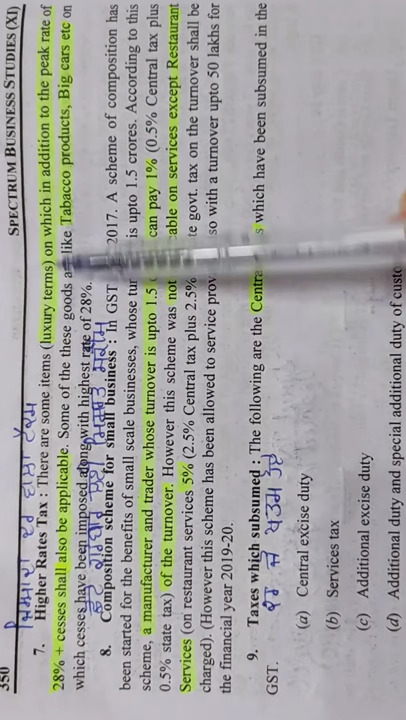 350
SPECTRUM BUSINESS STUDIES (XI)
7. Higher Rates Tax : There are some items (luxury terms) on which in addition to the peak rate of
28% + cesses shall also be applicable. Some of the these goods are like Tabacco products, Big cars etc on
which cesses have been imposed along with highest rate of 28%.
8. Composition scheme for small business : In GST 2017. A scheme of composition has
been started for the benefits of small scale businesses, whose tur is upto 1.5 crores. According to this
scheme, a manufacturer and trader whose turnover is upto 1.5 can pay 1% (0.5% Central tax plus
0.5% state tax) of the turnover. However this scheme was not able on services except Restaurant
Services (on restaurant services 5% (2.5% Central tax plus 2.5% te govt. tax on the turnover shall be
charged). (However this scheme has been allowed to service prov so with a turnover upto 50 lakhs for
the financial year 2019-20.
9. Taxes which subsumed : The following are the Centra s which have been subsumed in the
ਕਰ ਜੋ ਖਤਮ ਹੋਏ
GST.
(a) Central excise duty
(b) Services tax
(c) Additional excise duty
(d) Additional duty and special additional duty of custo